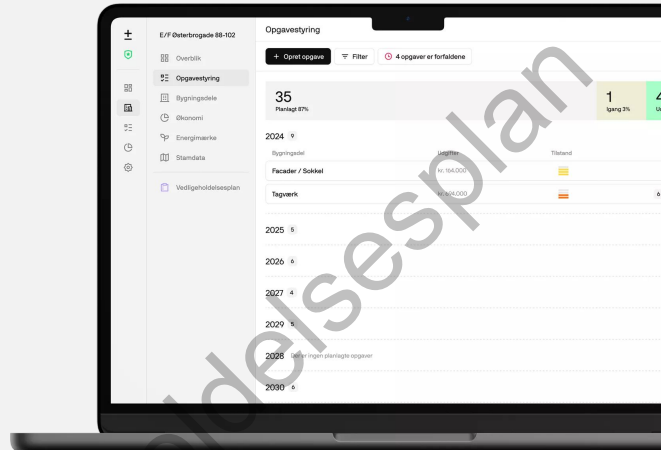 E/F Østerbrogade 88-102
Overblik
Opgavestyring
Bygningsdele
Økonomi
Energimærke
Stamdata
Vedligeholdelsesplan
Opgavestyring
+ Opret opgave
Filter
4 opgaver er forfaldene
35
Planlagt 87%
1
Igang 3%
4
2024 9
Bygningsdel Udgifter Tilstand
Facader / Sokkel kr. 164.000
Tagværk kr. 694.000 6
2025 5
2026 6
2027 4
2029 5
2028 Der er ingen planlagte opgaver
2030 6
oldelsesplan